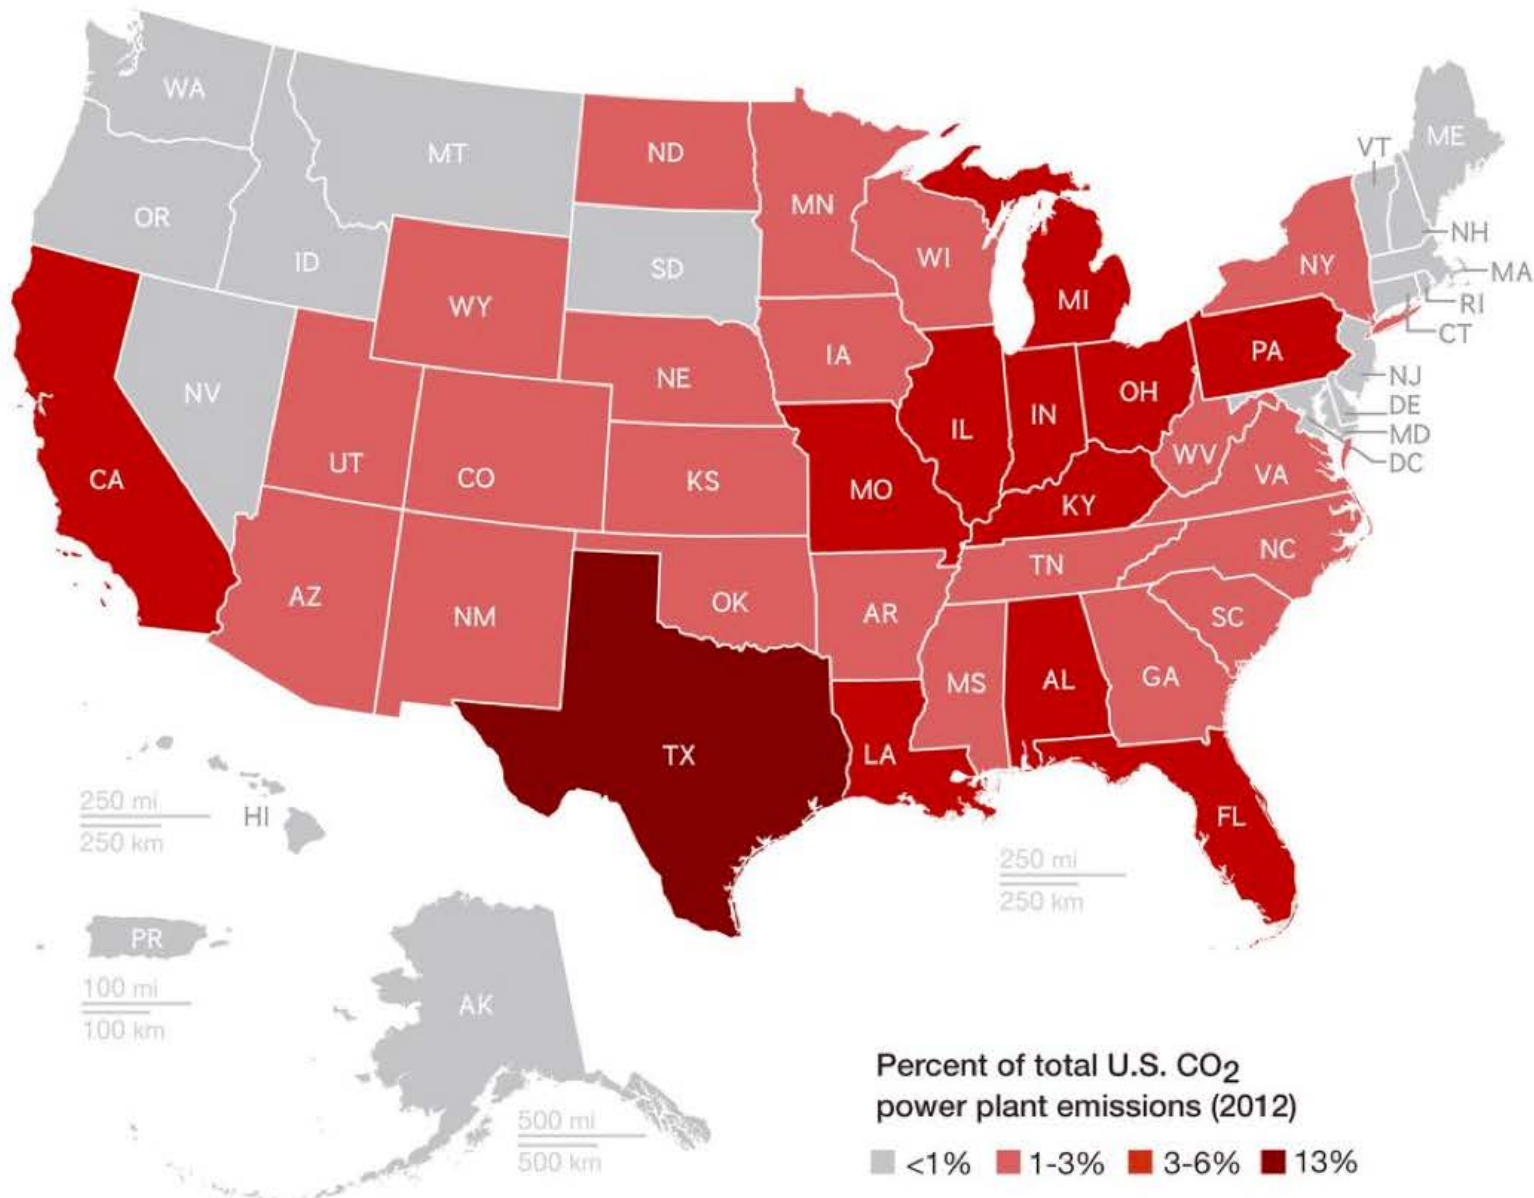 WA
MT
ND
MN
VT
ME
OR
ID
SD
WI
NY
NH
MA
WY
MI
RI
CT
NV
NE
IA
PA
NJ
IL
IN
OH
DE
MD
DC
CA
UT
CO
KS
MO
WV
VA
KY
AZ
NM
OK
AR
TN
NC
SC
MS
AL
GA
TX
LA
FL
250 mi
250 km
HI
250 mi
250 km
PR
100 mi
100 km
AK
500 mi
500 km
Percent of total U.S. CO2
power plant emissions (2012)
<1% 1-3% 3-6% 13%